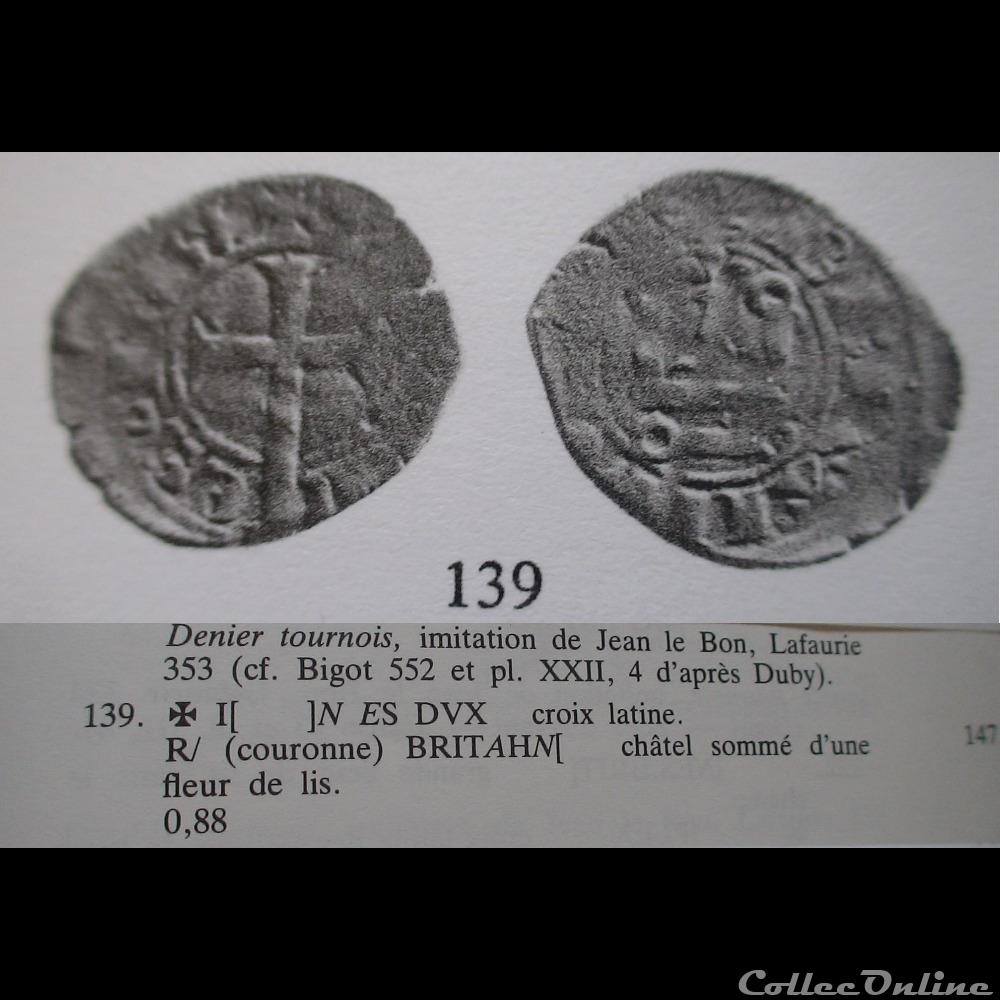 139
Denier tournois, imitation de Jean le Bon, Lafaurie
353 (cf. Bigot 552 et pl. XXII, 4 d'après Duby).
139. ✠ I[ ]N ES DVX croix latine.
R/ (couronne) BRITAHN[ châtel sommé d'une 147
fleur de lis.
0,88
CollecOnline